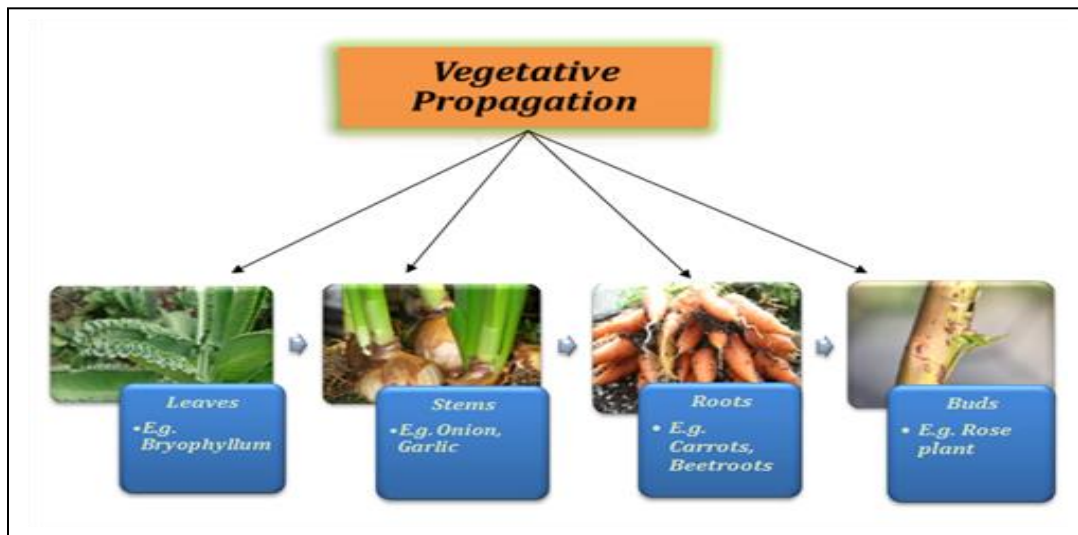 Vegetative
Propagation
Leaves
•E.g.
Bryophyllum
Stems
•E.g. Onion,
Garlic
Roots
• E.g.
Carrots,
Beetroots
Buds
• E.g. Rose
plant